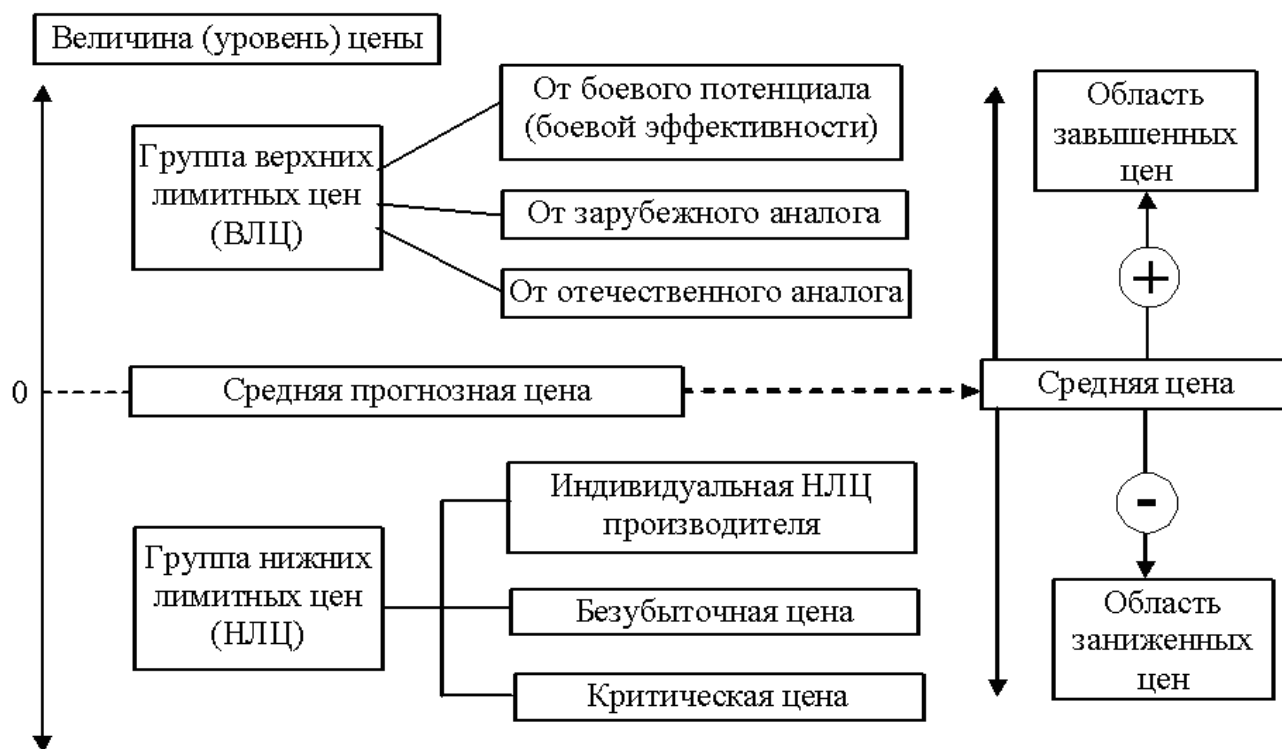 Величина (уровень) цены
От боевого потенциала
(боевой эффективности)
Группа верхних
лимитных цен
(ВЛЦ)
От зарубежного аналога
От отечественного аналога
Область
завышенных
цен
+
0
Средняя прогнозная цена
Средняя цена
-
Индивидуальная НЛЦ
производителя
Группа нижних
лимитных цен
(НЛЦ)
Безубыточная цена
Критическая цена
Область
заниженных
цен